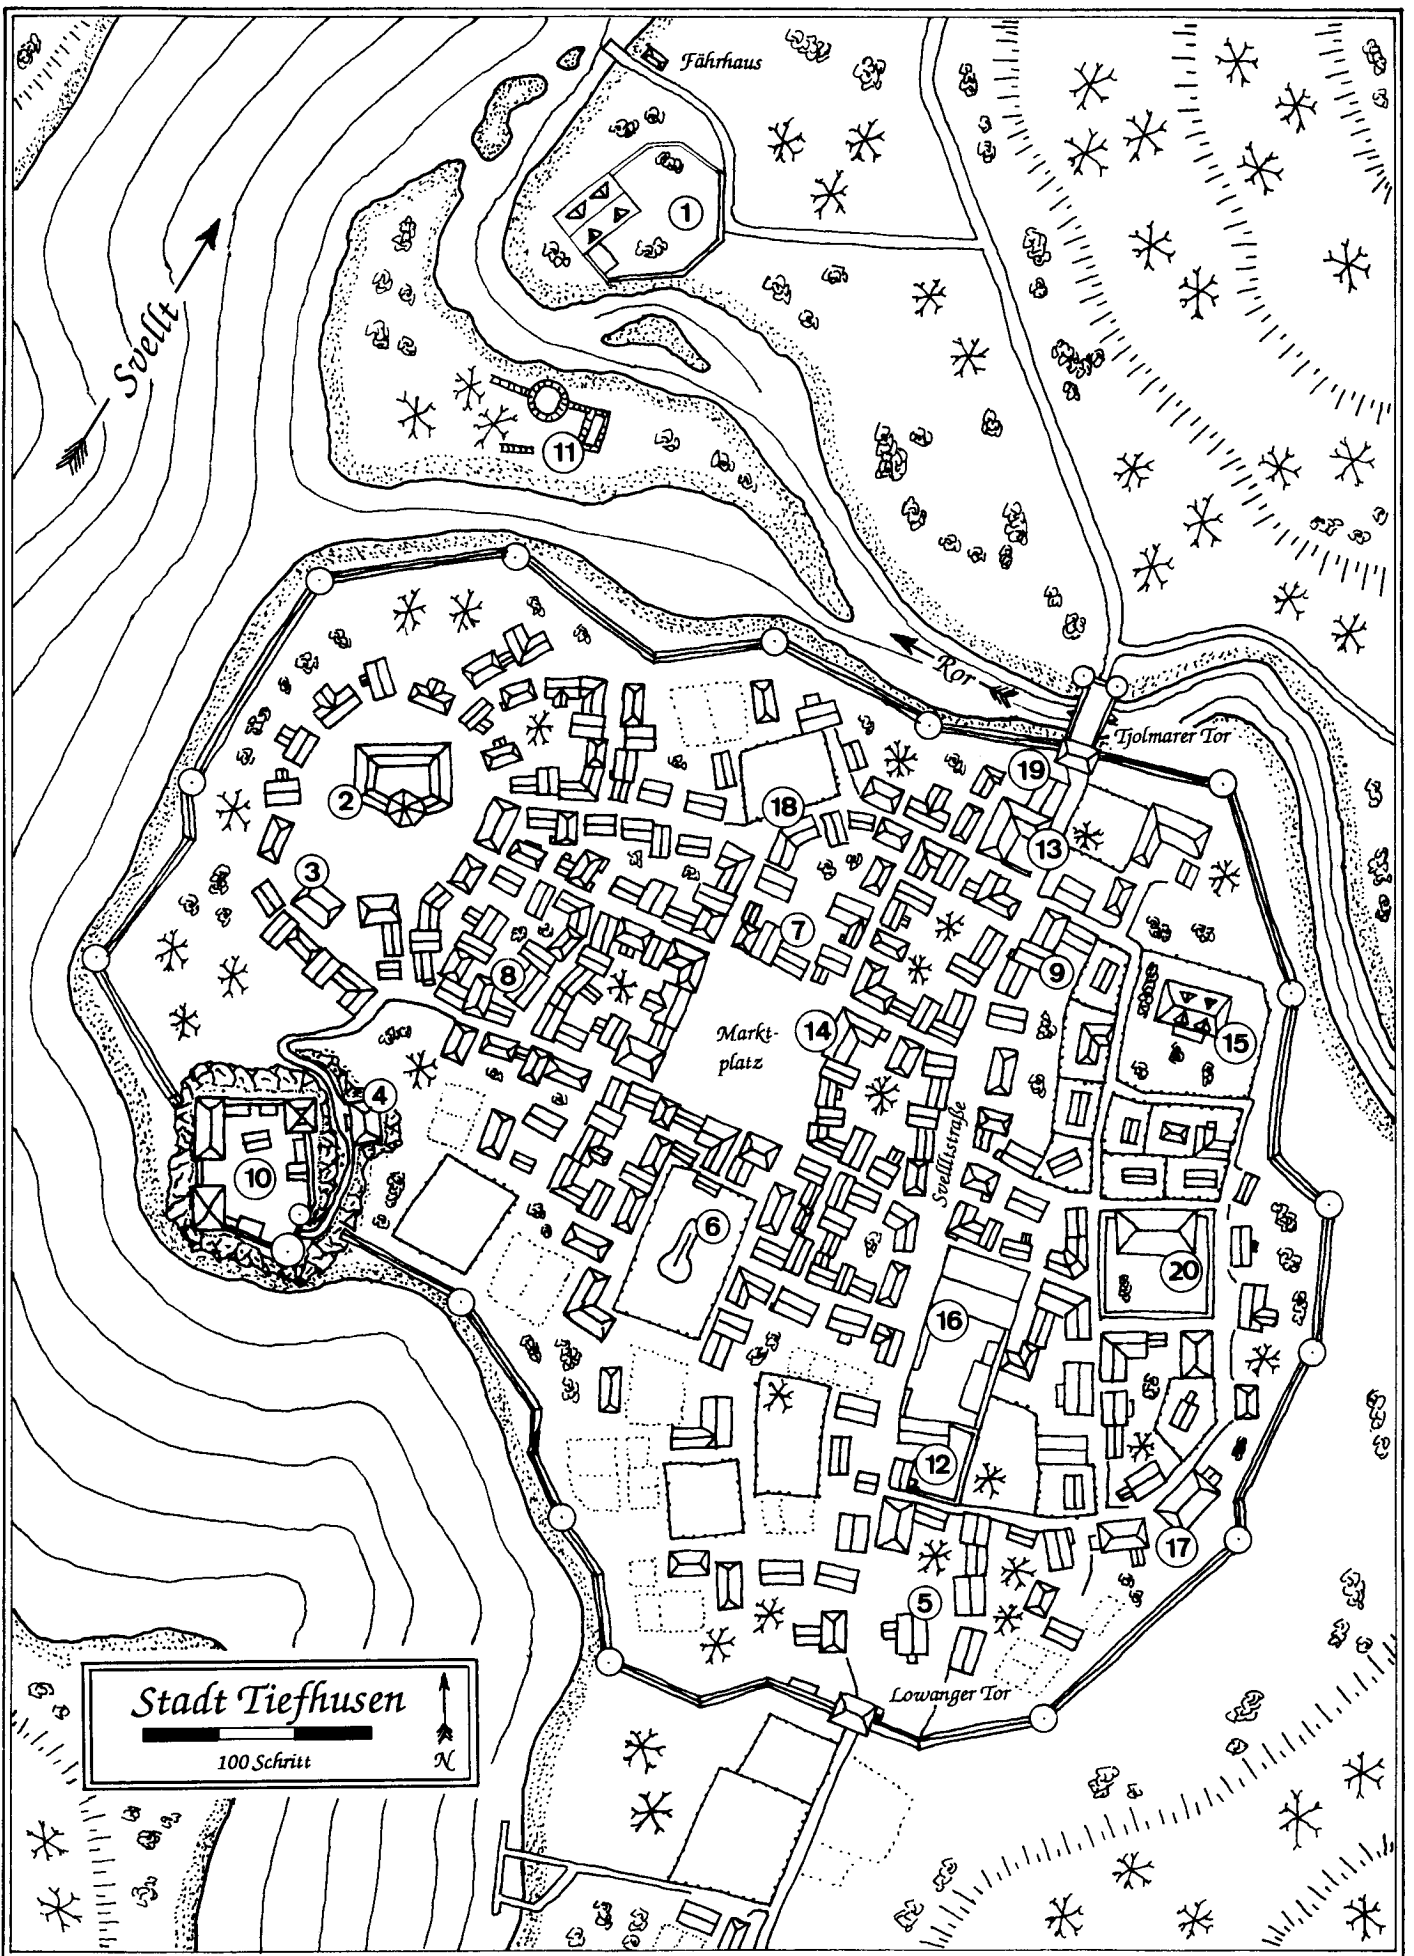 Fährhaus
1
Svellt
11
Ror
Tjolmarer Tor
19
2
18
13
3
7
9
8
Markt-
platz
14
15
4
Svellltstraße
10
6
20
16
12
17
5
Lowanger Tor
Stadt Tiefhusen
100 Schritt
N